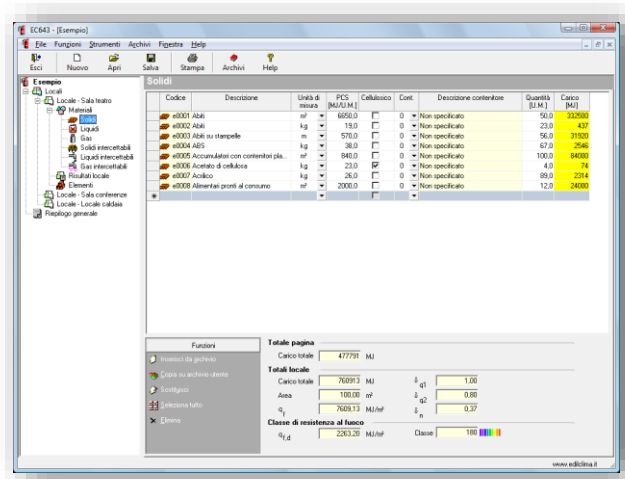 EC643 - [Esempio]
File Funzioni Strumenti Archivi Finestra Help
Esci Nuovo Apri Salva Stampa Archivi Help
Esempio
Locali
Locale - Sala teatro
Materiali
Solidi
Liquidi
Gas
Solidi intercettabili
Liquidi intercettabili
Gas intercettabili
Risultati locale
Elementi
Locale - Sala conferenze
Locale - Locale caldaia
Riepilogo generale
Solidi
Codice Descrizione Unità di misura PCS [MJ/U.M.] Cellulosico Cont. Descrizione contenitore Quantità [U.M.] Carico [MJ]
e0001 Abiti m² 6650,0 0 Non specificato 50,0 332500
e0002 Abiti kg 19,0 0 Non specificato 23,0 437
e0003 Abiti su stampelle m 570,0 0 Non specificato 56,0 31920
e0004 ABS kg 38,0 0 Non specificato 67,0 2546
e0005 Accumulatori con contenitori pla... m² 840,0 0 Non specificato 100,0 84000
e0006 Acetato di cellulosa kg 23,0 0 Non specificato 4,0 74
e0007 Acrilico kg 26,0 0 Non specificato 89,0 2314
e0008 Alimentari pronti al consumo m² 2000,0 0 Non specificato 12,0 24000
Funzioni
Inserisci da archivio
Copia su archivio utente
Sostituisci
Seleziona tutto
Elimina
Totale pagina
Carico totale 477791 MJ
Totali locale
Carico totale 760913 MJ δ q1 1,00
Area 100,00 m² δ q2 0,80
q f 7609,13 MJ/m² δ n 0,37
Classe di resistenza al fuoco
q f,d 2263,20 MJ/m² Classe 180
www.edilclima.it